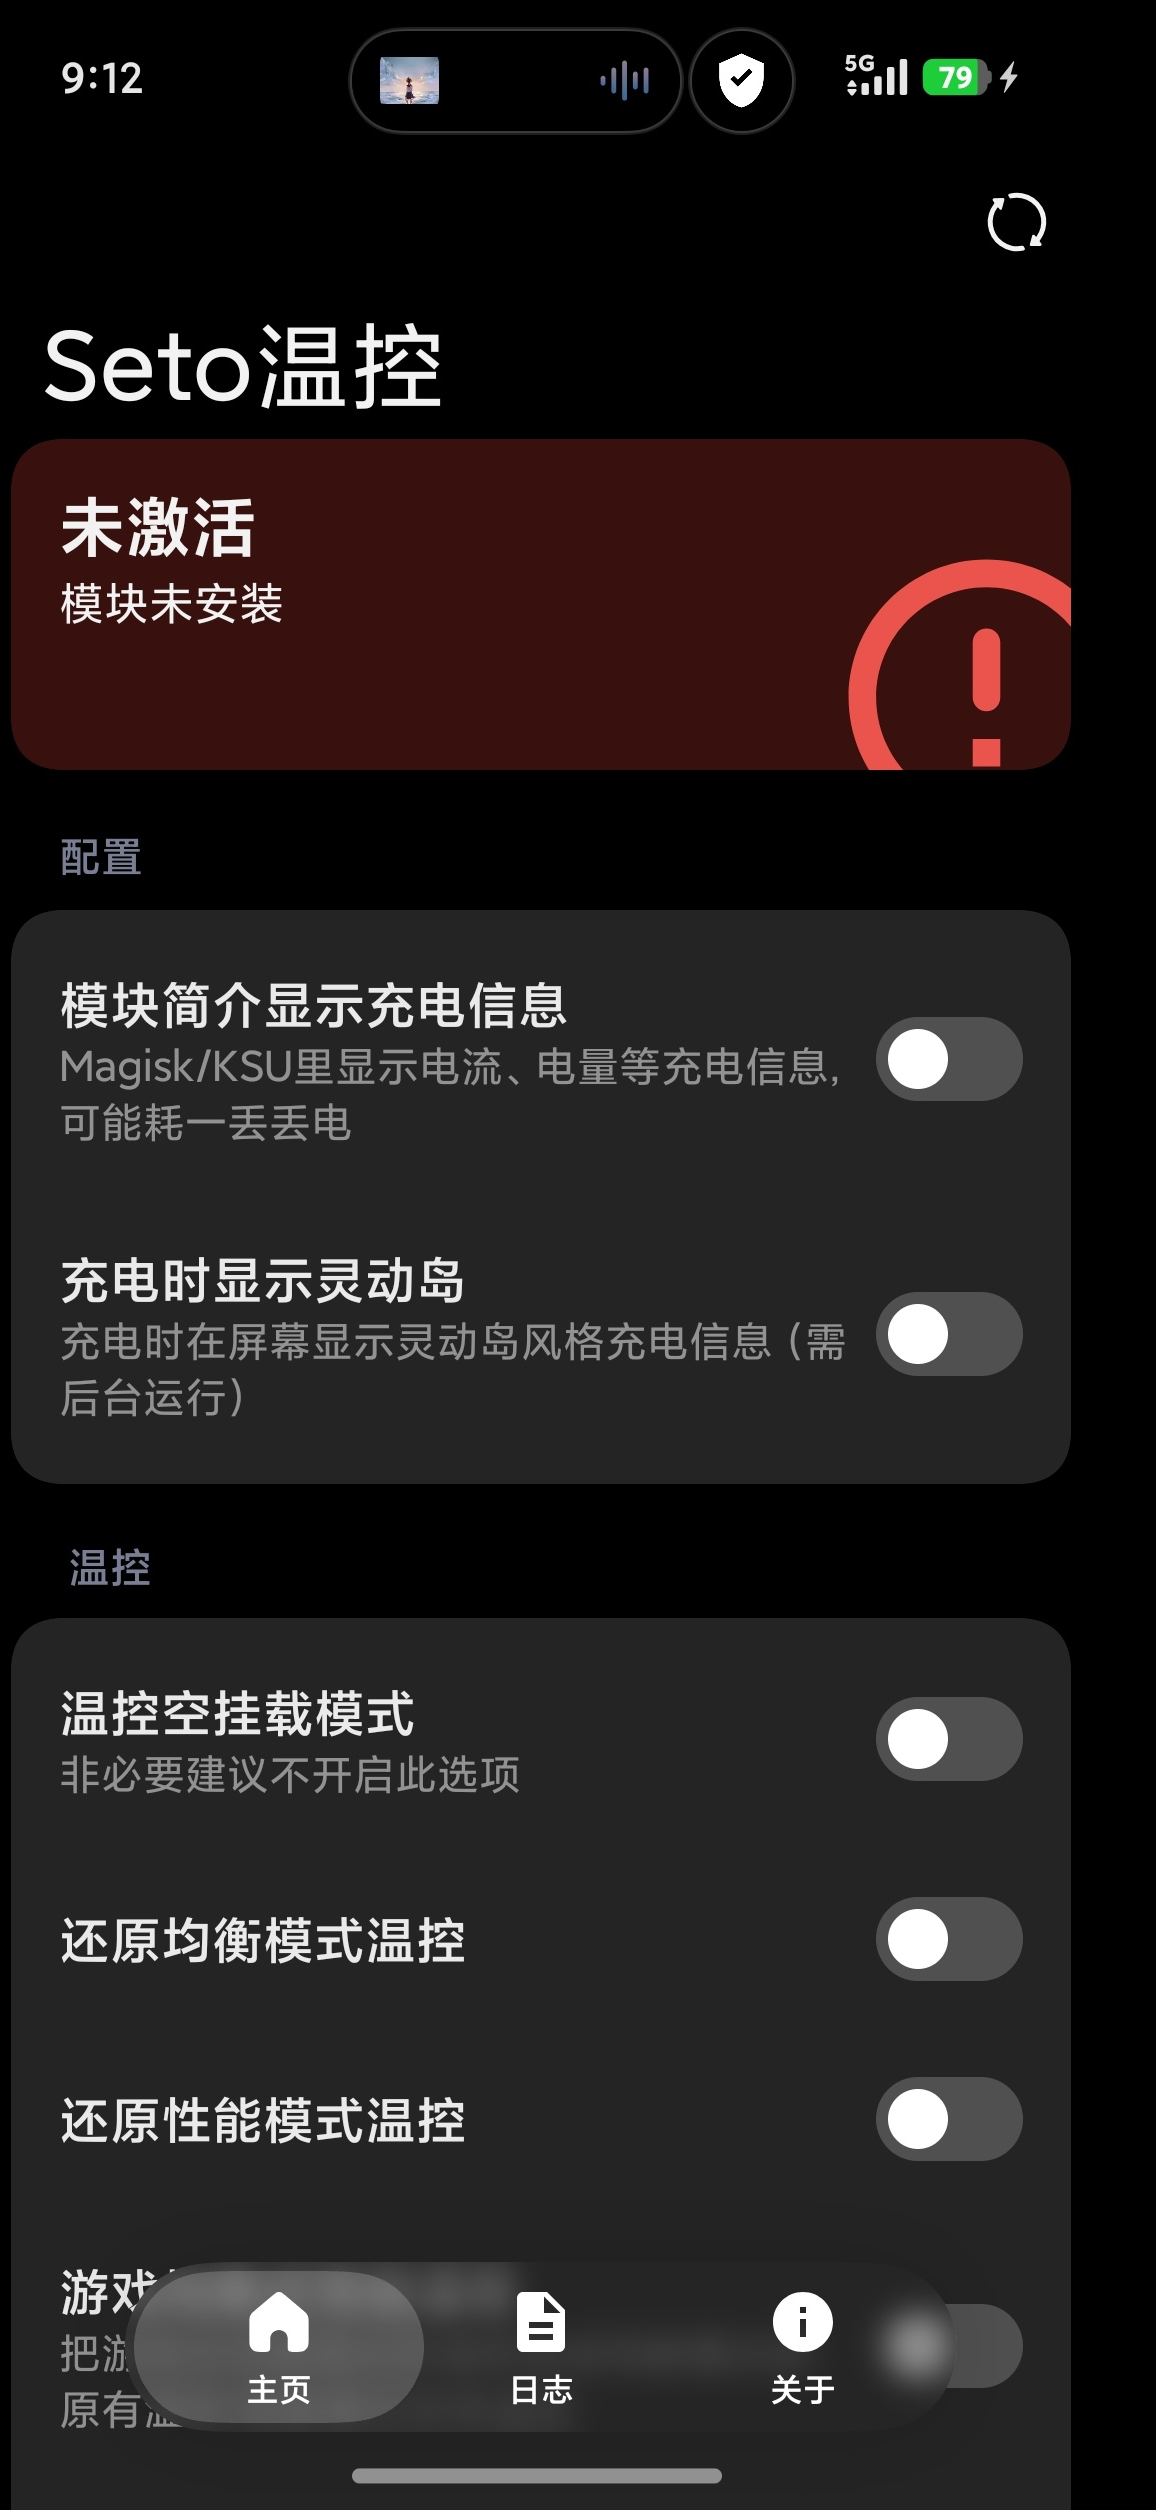 9:12
5G
79
Seto温控
未激活
模块未安装
配置
模块简介显示充电信息
Magisk/KSU里显示电流、电量等充电信息，
可能耗一丢丢电
充电时显示灵动岛
充电时在屏幕显示灵动岛风格充电信息（需
后台运行）
温控
温控空挂载模式
非必要建议不开启此选项
还原均衡模式温控
还原性能模式温控
游戏
把游
原有温
主页
日志
关于